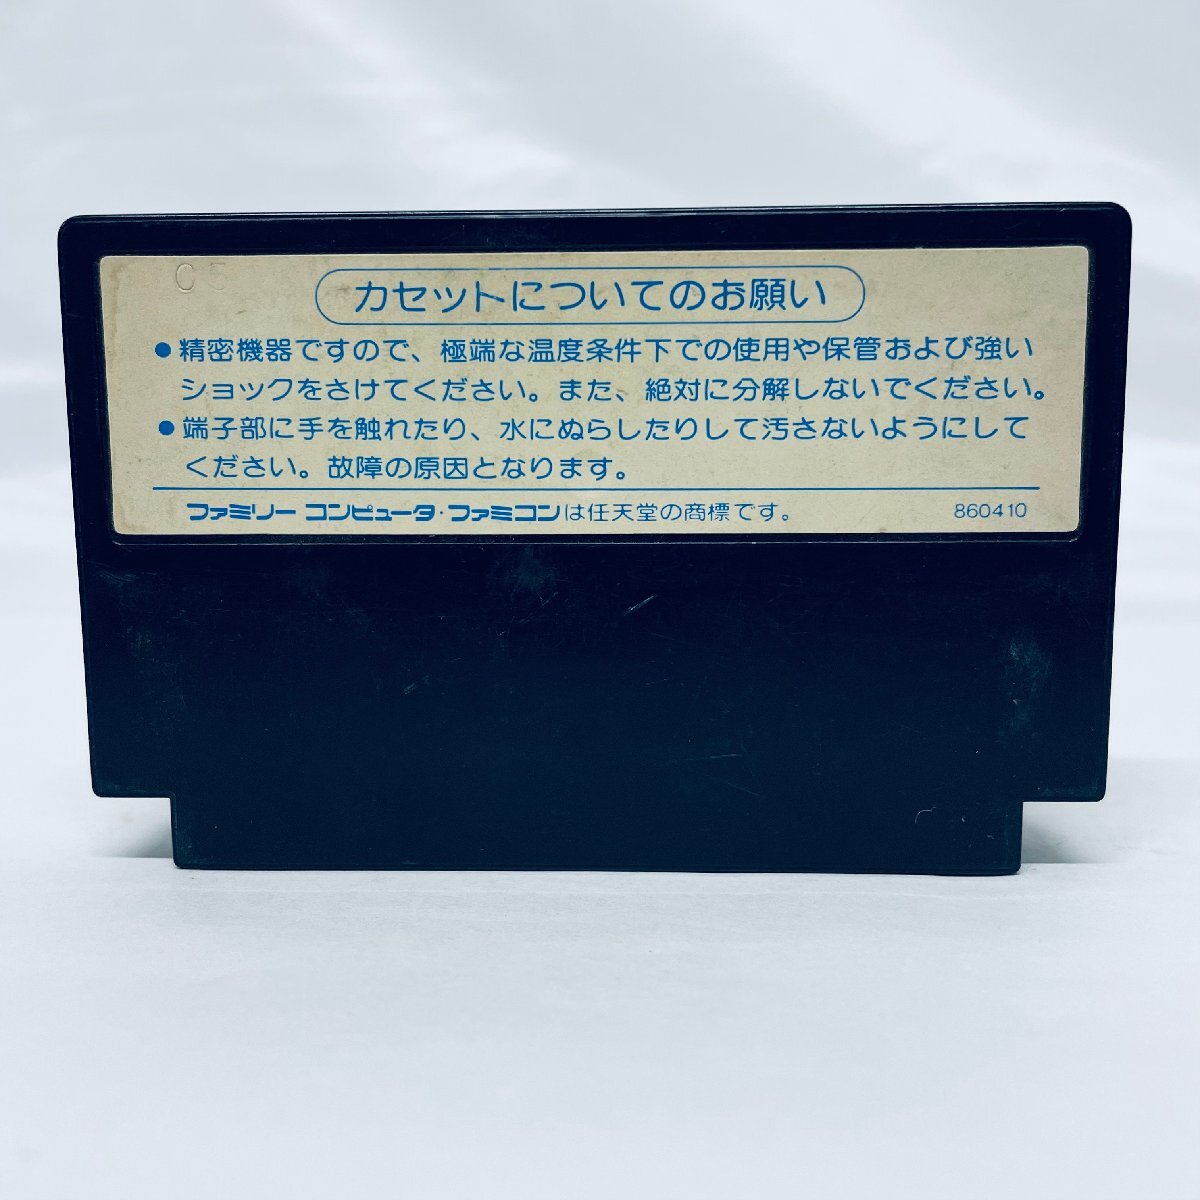 C5
カセットについてのお願い
●精密機器ですので、極端な温度条件下での使用や保管および強い
ショックをさけてください。また、絶対に分解しないでください。
●端子部に手を触れたり、水にぬらしたりして汚さないようにして
ください。故障の原因となります。
ファミリー コンピュータ・ファミコンは任天堂の商標です。 860410